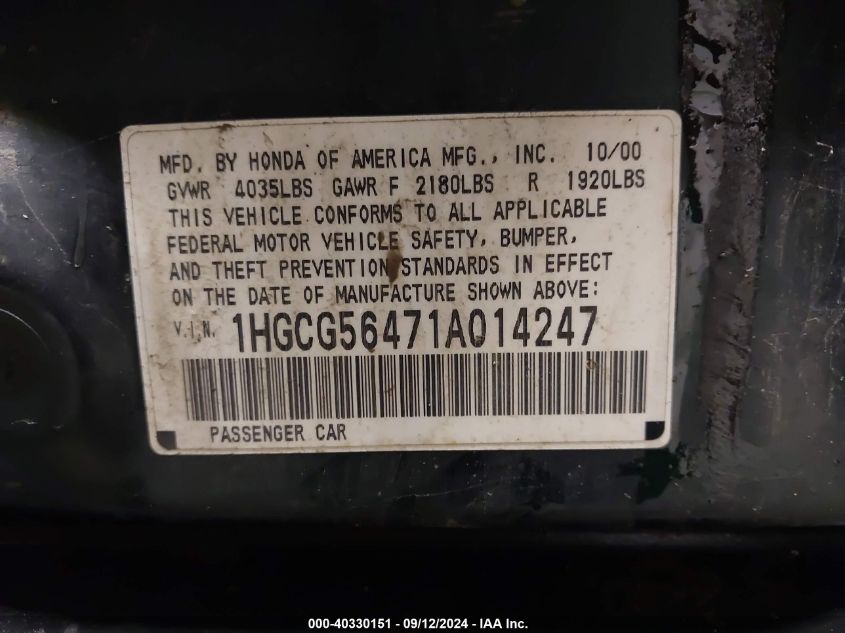 MFD. BY HONDA OF AMERICA MFG., INC. 10/00
GVWR 4035LBS GAWR F 2180LBS R 1920LBS
THIS VEHICLE CONFORMS TO ALL APPLICABLE
FEDERAL MOTOR VEHICLE SAFETY, BUMPER,
AND THEFT PREVENTION STANDARDS IN EFFECT
ON THE DATE OF MANUFACTURE SHOWN ABOVE:
V.I.N. 1HGCG56471A014247
PASSENGER CAR
000-40330151 - 09/12/2024 - IAA Inc.